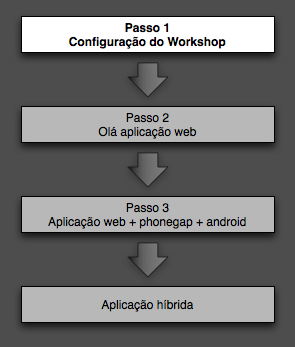 Passo 1
Configuração do Workshop
Passo 2
Olá aplicação web
Passo 3
Aplicação web + phonegap + android
Aplicação híbrida